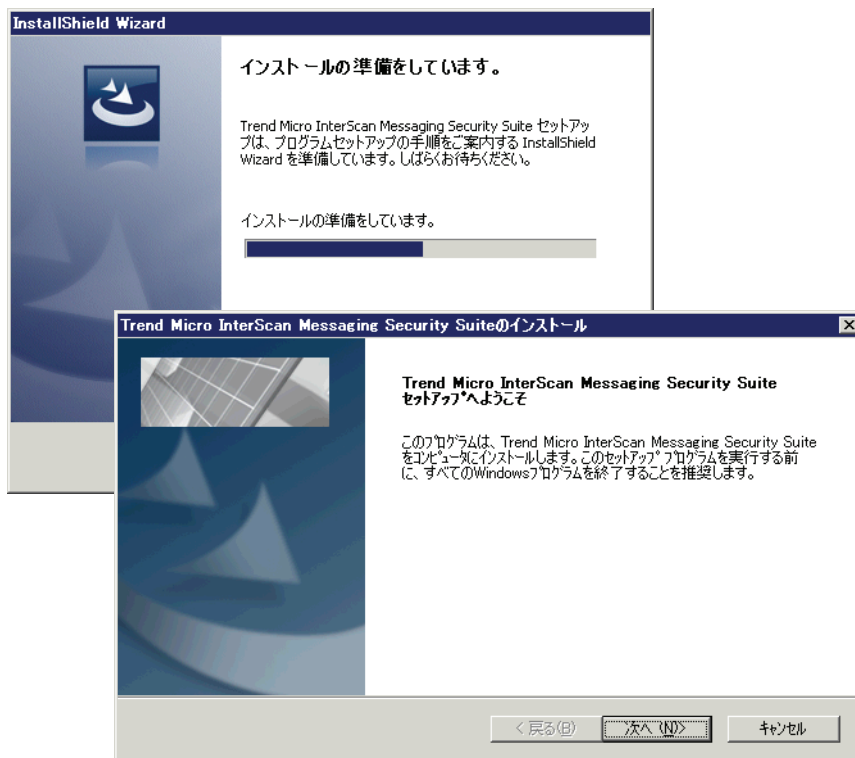 InstallShield Wizard
インストールの準備をしています。
Trend Micro InterScan Messaging Security Suite セットアッ
プは、プログラムセットアップの手順をご案内する InstallShield
Wizard を準備しています。しばらくお待ちください。
インストールの準備をしています。
Trend Micro InterScan Messaging Security Suiteのインストール
Trend Micro InterScan Messaging Security Suite
ｾｯﾄｱｯﾌﾟへようこそ
このﾌﾟﾛｸﾞﾗﾑは、Trend Micro InterScan Messaging Security Suite
をｺﾝﾋﾟｭｰﾀにｲﾝｽﾄｰﾙします。このｾｯﾄｱｯﾌﾟ ﾌﾟﾛｸﾞﾗﾑを実行する前
に、すべてのWindowsﾌﾟﾛｸﾞﾗﾑを終了することを推奨します。
< 戻る(B)
次へ (N)>
ｷｬﾝｾﾙ